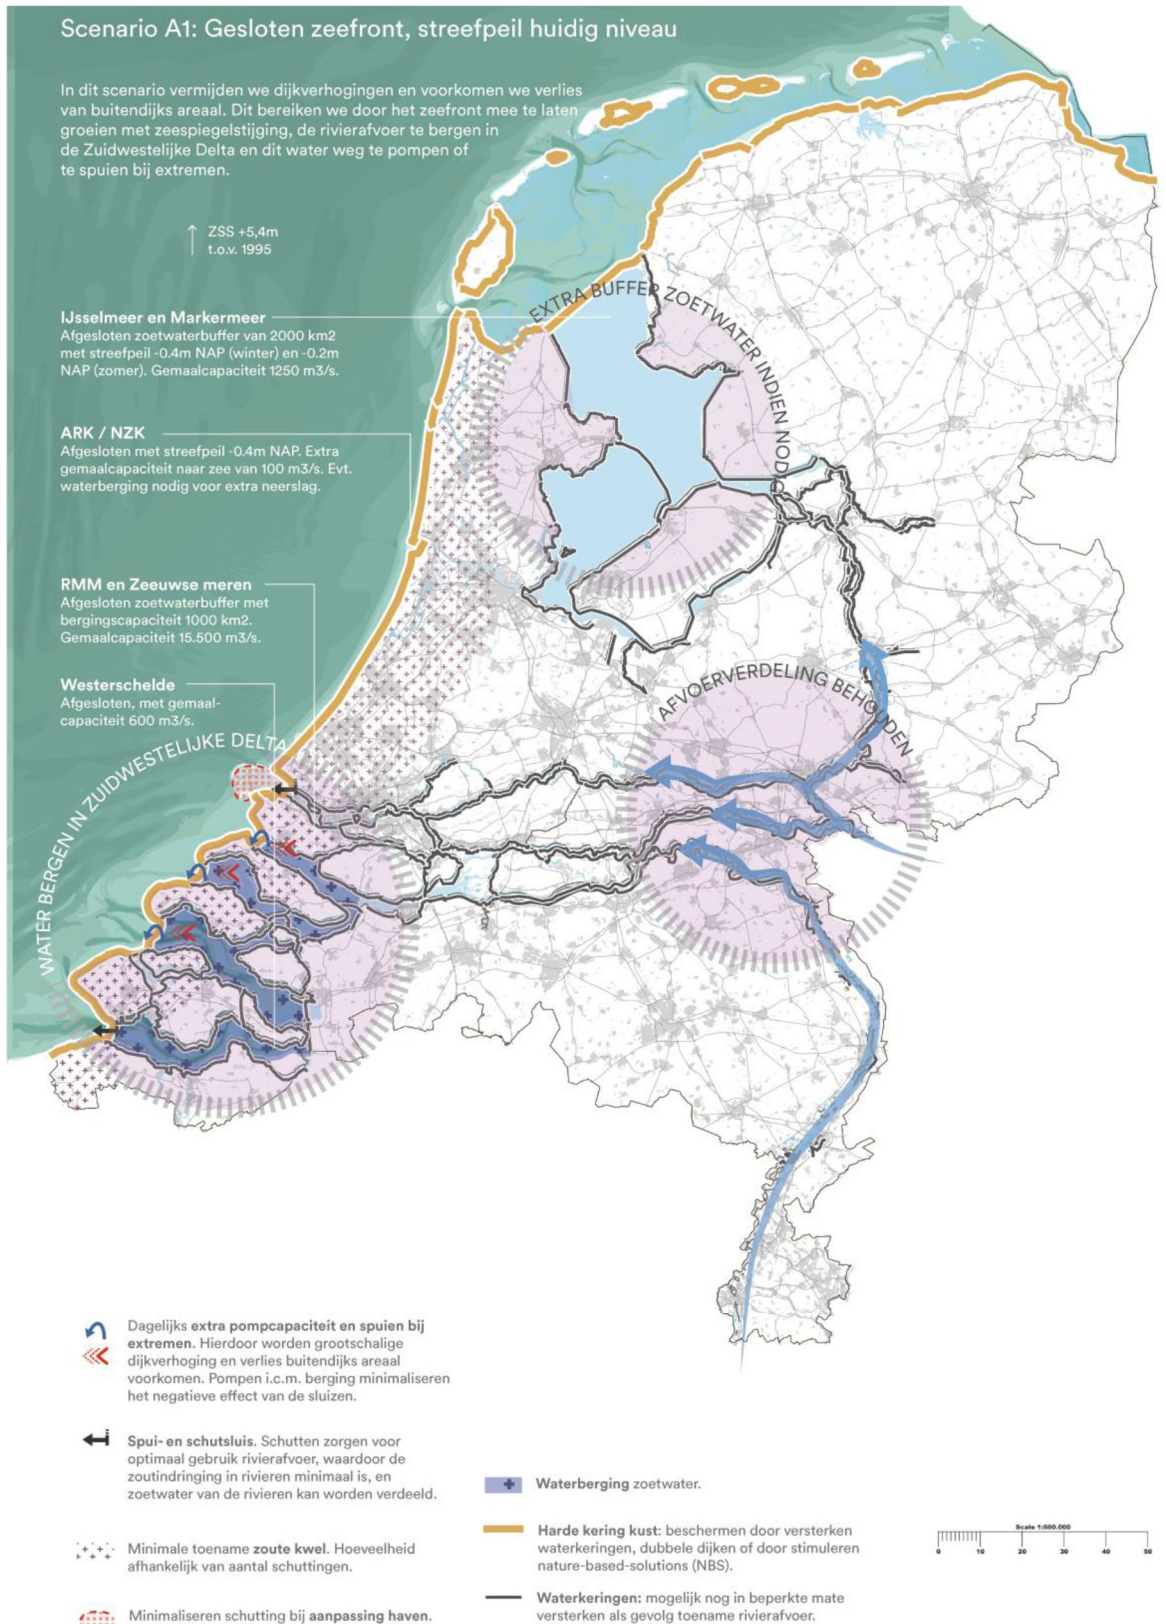 Scenario A1: Gesloten zeefront, streefpeil huidig niveau
In dit scenario vermijden we dijkverhogingen en voorkomen we verlies
van buitendijks areaal. Dit bereiken we door het zeefront mee te laten
groeien met zeespiegelstijging, de rivierafvoer te bergen in
de Zuidwestelijke Delta en dit water weg te pompen of
te spuien bij extremen.
ZSS +5,4m
t.o.v. 1995
IJsselmeer en Markermeer
Afgesloten zoetwaterbuffer van 2000 km2
met streefpeil -0.4m NAP (winter) en -0.2m
NAP (zomer). Gemaalcapaciteit 1250 m3/s.
EXTRA BUFFER ZOETWATER INDIEN NODIG
ARK / NZK
Afgesloten met streefpeil -0.4m NAP. Extra
gemaalcapaciteit naar zee van 100 m3/s. Evt.
waterberging nodig voor extra neerslag.
RMM en Zeeuwse meren
Afgesloten zoetwaterbuffer met
bergingscapaciteit 1000 km2.
Gemaalcapaciteit 15.500 m3/s.
Westerschelde
Afgesloten, met gemaal-
capaciteit 600 m3/s.
AFVOERVERDELING BEHOUDEN
WATER BERGEN IN ZUIDWESTELIJKE DELTA
Dagelijks extra pompcapaciteit en spuien bij
extremen. Hierdoor worden grootschalige
dijkverhoging en verlies buitendijks areaal
voorkomen. Pompen i.c.m. berging minimaliseren
het negatieve effect van de sluizen.
Spui- en schutsluis. Schutten zorgen voor
optimaal gebruik rivierafvoer, waardoor de
zoutindringing in rivieren minimaal is, en
zoetwater van de rivieren kan worden verdeeld.
Minimale toename zoute kwel. Hoeveelheid
afhankelijk van aantal schuttingen.
Minimaliseren schutting bij aanpassing haven.
Waterberging zoetwater.
Harde kering kust: beschermen door versterken
waterkeringen, dubbele dijken of door stimuleren
nature-based-solutions (NBS).
Waterkeringen: mogelijk nog in beperkte mate
versterken als gevolg toename rivierafvoer.
Scale 1:500.000
0 10 20 30 40 50